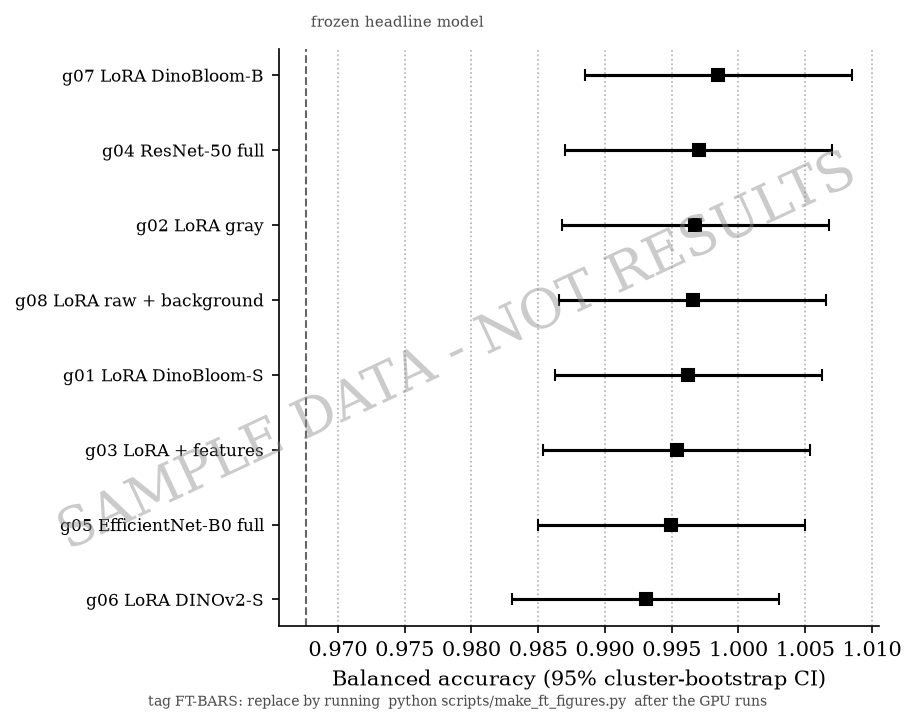 frozen headline model
g07 LoRA DinoBloom-B
g04 ResNet-50 full
g02 LoRA gray
g08 LoRA raw + background
g01 LoRA DinoBloom-S
g03 LoRA + features
g05 EfficientNet-B0 full
g06 LoRA DINOv2-S
SAMPLE DATA - NOT RESULTS
0.970 0.975 0.980 0.985 0.990 0.995 1.000 1.005 1.010
Balanced accuracy (95% cluster-bootstrap CI)
tag FT-BARS: replace by running python scripts/make_ft_figures.py after the GPU runs